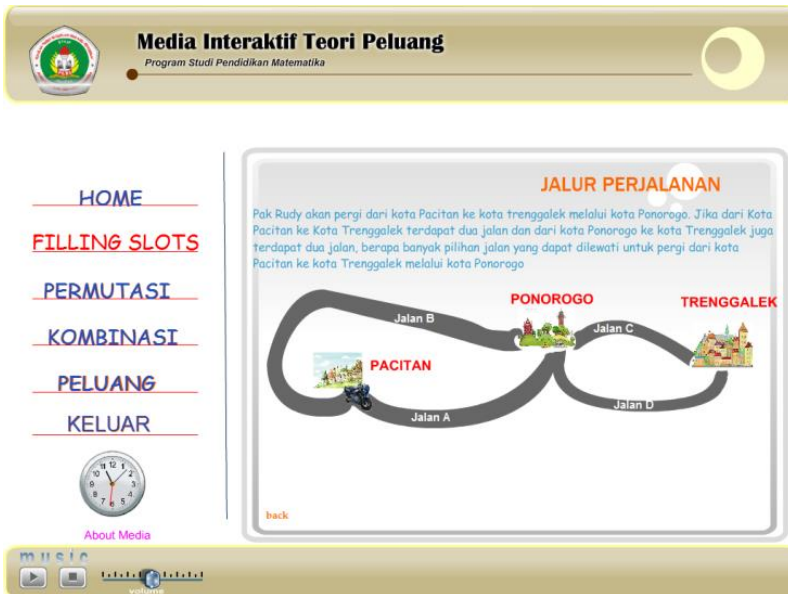 Media Interaktif Teori Peluang
Program Studi Pendidikan Matematika
HOME
FILLING SLOTS
PERMUTASI
KOMBINASI
PELUANG
KELUAR
About Media
JALUR PERJALANAN
Pak Rudy akan pergi dari kota Pacitan ke kota trenggalek melalui kota Ponorogo. Jika dari Kota
Pacitan ke Kota Trenggalek terdapat dua jalan dan dari kota Ponorogo ke kota Trenggalek juga
terdapat dua jalan, berapa banyak pilihan jalan yang dapat dilewati untuk pergi dari kota
Pacitan ke kota Trenggalek melalui kota Ponorogo
PONOROGO
TRENGGALEK
Jalan B
Jalan C
PACITAN
Jalan A
Jalan D
back
music
volume